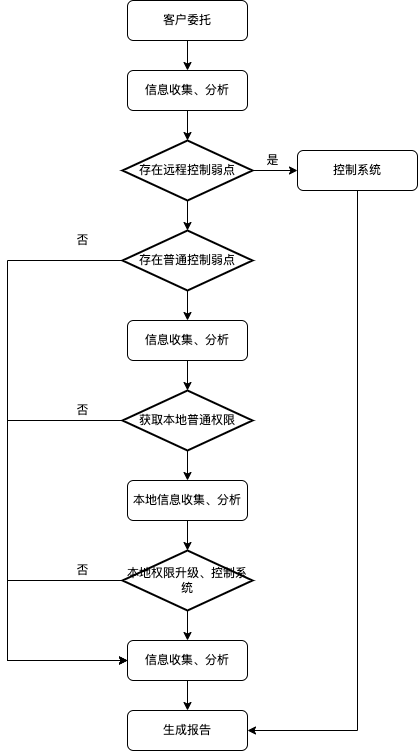 客户委托
信息收集、分析
存在远程控制弱点
是
控制系统
否
存在普通控制弱点
信息收集、分析
否
获取本地普通权限
本地信息收集、分析
否
本地权限升级、控制系
统
信息收集、分析
生成报告